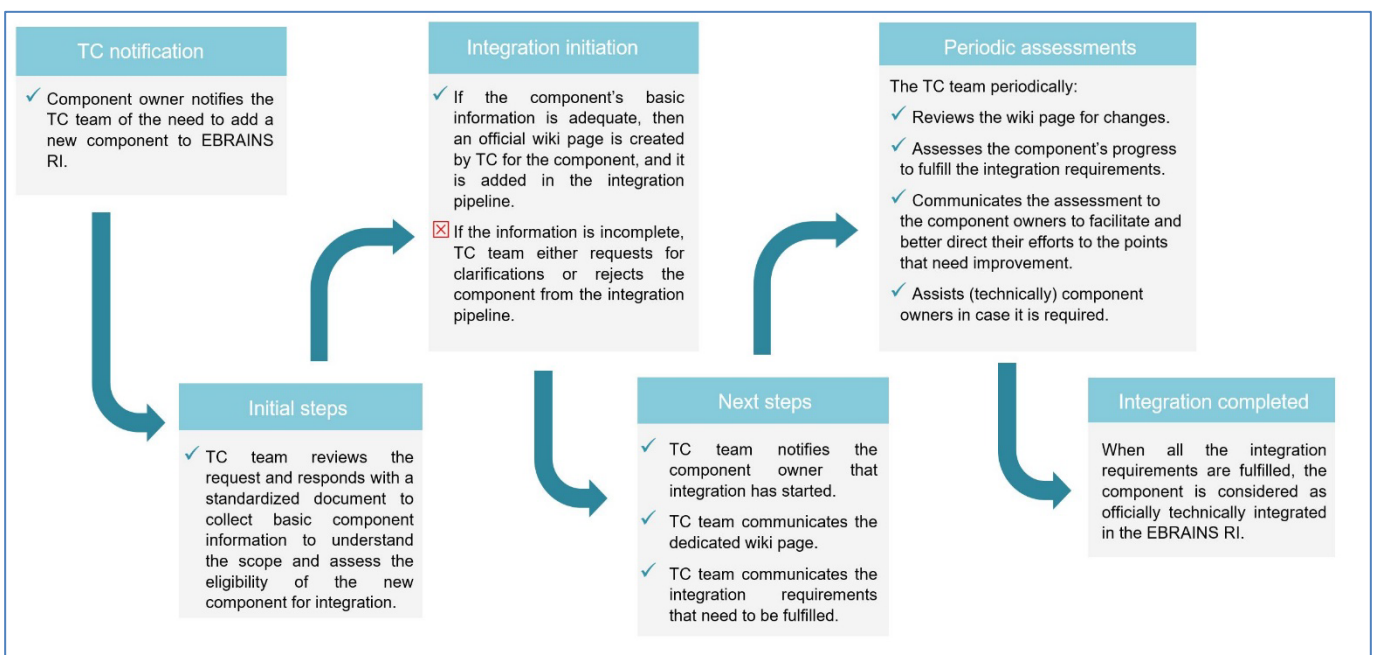 TC notification
✓ Component owner notifies the
TC team of the need to add a
new component to EBRAINS
RI.
Initial steps
✓ TC team reviews the
request and responds with a
standardized document to
collect basic component
information to understand
the scope and assess the
eligibility of the new
component for integration.
Integration initiation
✓ If the component's basic
information is adequate, then
an official wiki page is created
by TC for the component, and it
is added in the integration
pipeline.
☒ If the information is incomplete,
TC team either requests for
clarifications or rejects the
component from the integration
pipeline.
Next steps
✓ TC team notifies the
component owner that
integration has started.
✓ TC team communicates the
dedicated wiki page.
✓ TC team communicates the
integration requirements
that need to be fulfilled.
Periodic assessments
The TC team periodically:
✓ Reviews the wiki page for changes.
✓ Assesses the component's progress
to fulfill the integration requirements.
✓ Communicates the assessment to
the component owners to facilitate and
better direct their efforts to the points
that need improvement.
✓ Assists (technically) component
owners in case it is required.
Integration completed
When all the integration
requirements are fulfilled, the
component is considered as
officially technically integrated
in the EBRAINS RI.